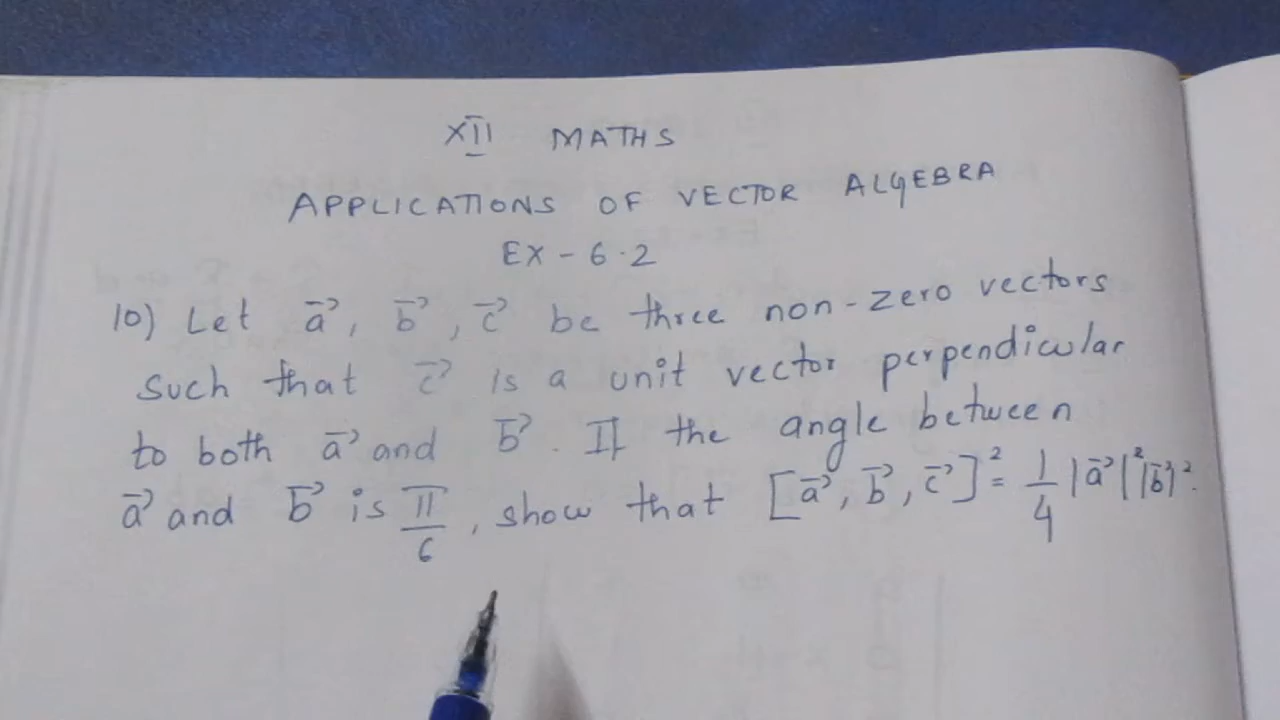 XII MATHS
APPLICATIONS OF VECTOR ALGEBRA
EX - 6.2
10) Let a⃗, b⃗, c⃗ be three non-zero vectors
such that c⃗ is a unit vector perpendicular
to both a⃗ and b⃗. If the angle between
a⃗ and b⃗ is π/6, show that [a⃗, b⃗, c⃗]² = 1/4 |a⃗|²|b⃗|².